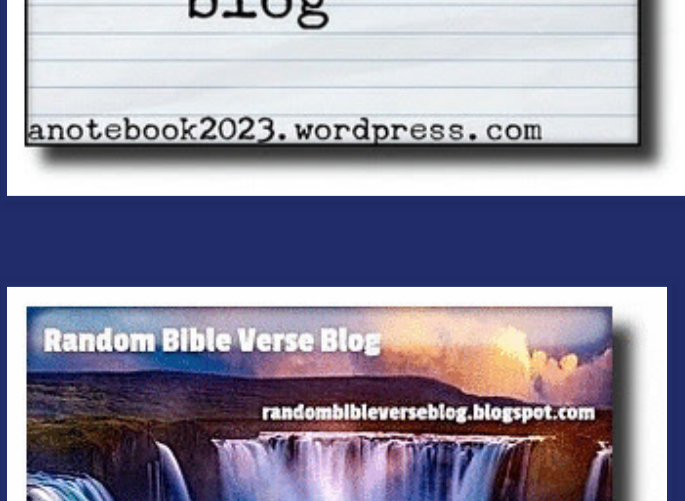 blog
anotebook2023.wordpress.com
Random Bible Verse Blog
randombibleverseblog.blogspot.com